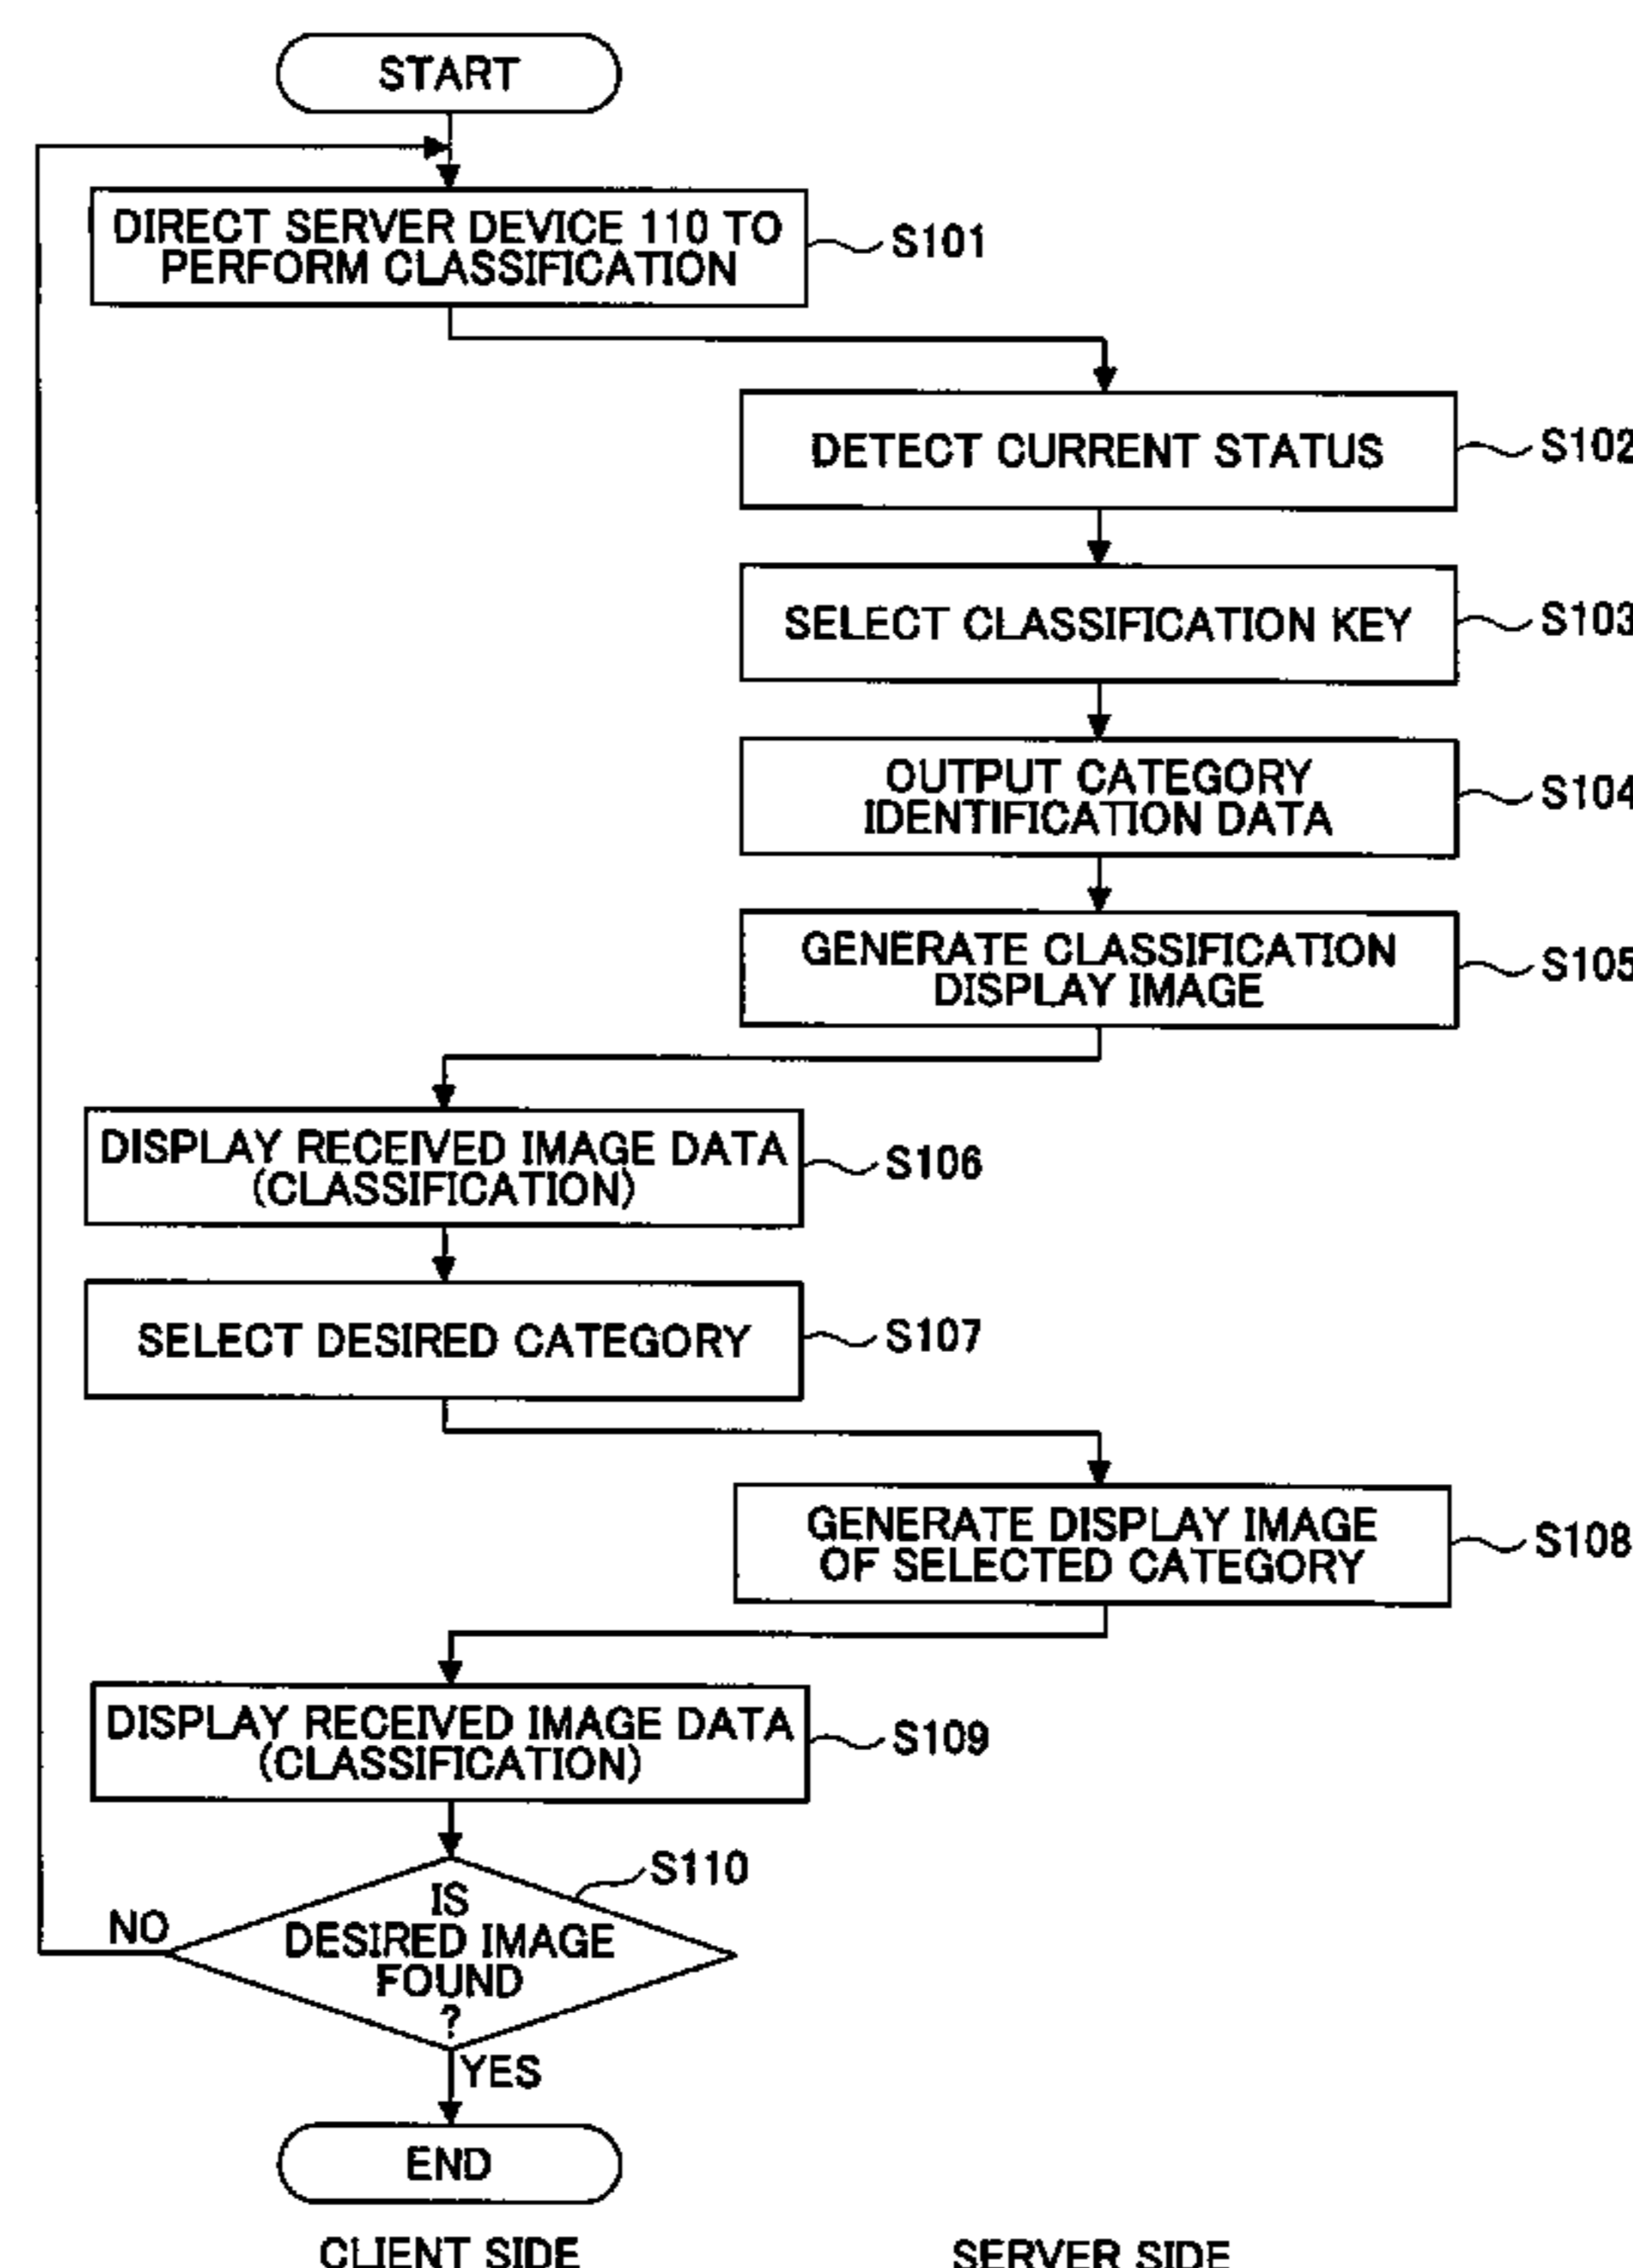 START
DIRECT SERVER DEVICE 110 TO
PERFORM CLASSIFICATION
S101
DETECT CURRENT STATUS
S102
SELECT CLASSIFICATION KEY
S103
OUTPUT CATEGORY
IDENTIFICATION DATA
S104
GENERATE CLASSIFICATION
DISPLAY IMAGE
S105
DISPLAY RECEIVED IMAGE DATA
(CLASSIFICATION)
S106
SELECT DESIRED CATEGORY
S107
GENERATE DISPLAY IMAGE
OF SELECTED CATEGORY
S108
DISPLAY RECEIVED IMAGE DATA
(CLASSIFICATION)
S109
S110
IS
DESIRED IMAGE
FOUND
?
NO
YES
END
CLIENT SIDE
SERVER SIDE